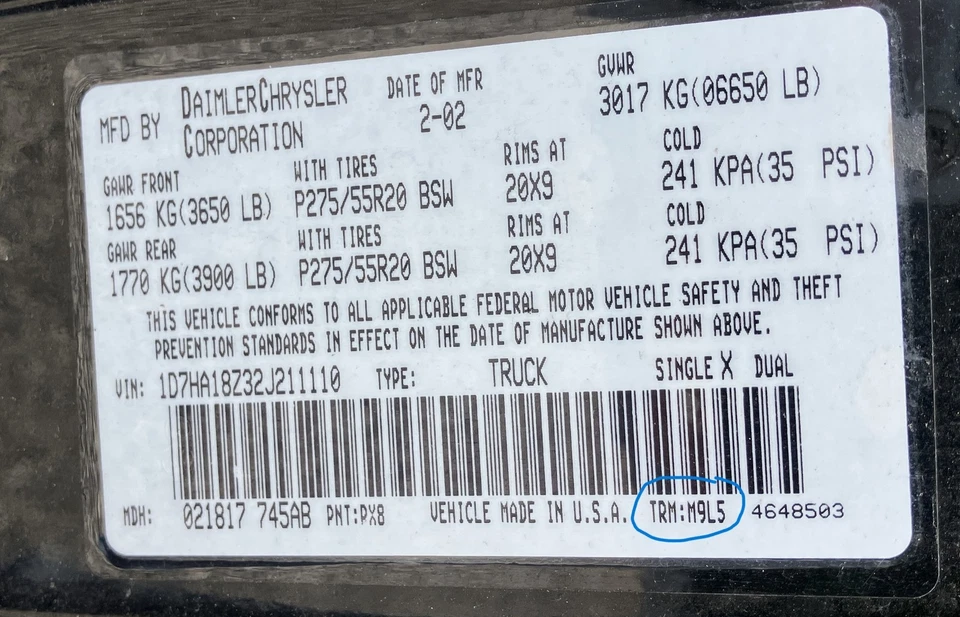 MFD BY DAIMLERCHRYSLER CORPORATION DATE OF MFR 2-02 GVWR 3017 KG(06650 LB)
GAWR FRONT WITH TIRES RIMS AT COLD
1656 KG(3650 LB) P275/55R20 BSW 20X9 241 KPA(35 PSI)
GAWR REAR WITH TIRES RIMS AT COLD
1770 KG(3900 LB) P275/55R20 BSW 20X9 241 KPA(35 PSI)
THIS VEHICLE CONFORMS TO ALL APPLICABLE FEDERAL MOTOR VEHICLE SAFETY AND THEFT
PREVENTION STANDARDS IN EFFECT ON THE DATE OF MANUFACTURE SHOWN ABOVE.
VIN: 1D7HA18Z32J211110 TYPE: TRUCK SINGLE X DUAL
MDH: 021817 745AB PNT:PX8 VEHICLE MADE IN U.S.A. TRM:M9L5 4648503